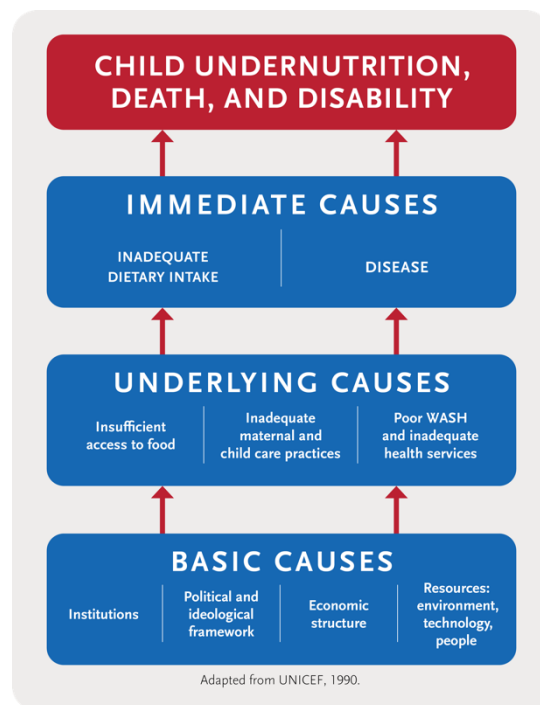 CHILD UNDERNUTRITION,
DEATH, AND DISABILITY
IMMEDIATE CAUSES
INADEQUATE
DIETARY INTAKE
DISEASE
UNDERLYING CAUSES
Insufficient
access to food
Inadequate
maternal and
child care practices
Poor WASH
and inadequate
health services
BASIC CAUSES
Institutions
Political and
ideological
framework
Economic
structure
Resources:
environment,
technology,
people
Adapted from UNICEF, 1990.